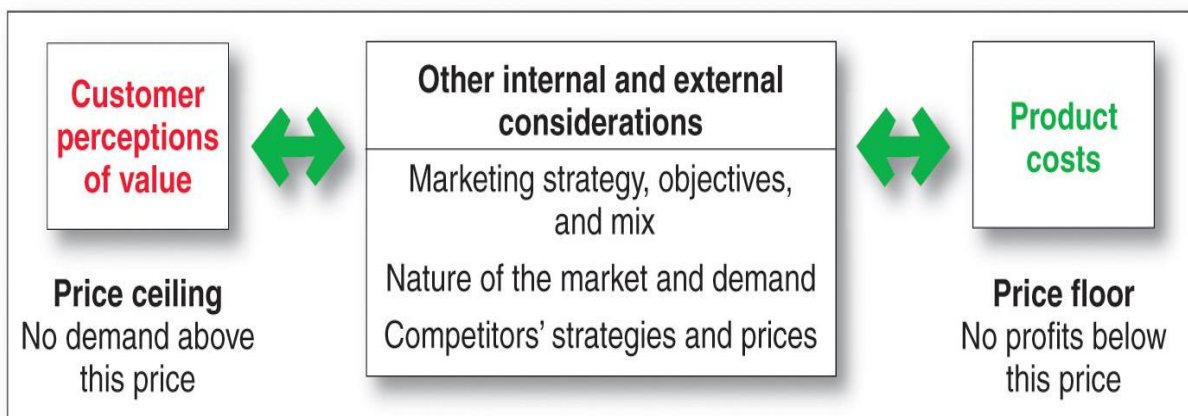 Customer
perceptions
of value
Price ceiling
No demand above
this price
Other internal and external
considerations
Marketing strategy, objectives,
and mix
Nature of the market and demand
Competitors’ strategies and prices
Product
costs
Price floor
No profits below
this price